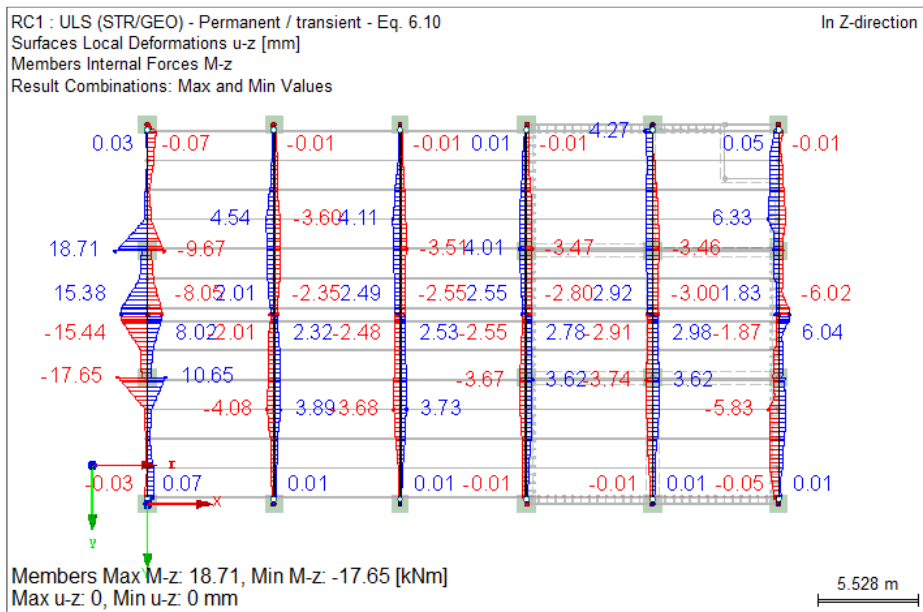 RC1 : ULS (STR/GEO) - Permanent / transient - Eq. 6.10 In Z-direction
Surfaces Local Deformations u-z [mm]
Members Internal Forces M-z
Result Combinations: Max and Min Values
4.27
0.03 -0.07 -0.01 -0.01 0.01 -0.01 0.05 -0.01
4.54 -3.60 4.11 6.33
18.71 -9.67 -3.51 4.01 -3.47 -3.46
15.38 -8.05 2.01 -2.35 2.49 -2.55 2.55 -2.80 2.92 -3.00 1.83 -6.02
-15.44 8.02 -2.01 2.32 -2.48 2.53 -2.55 2.78 -2.91 2.98 -1.87 6.04
-17.65 10.65 -3.67 3.62 -3.74 3.62
-4.08 3.89 -3.68 3.73 -5.83
-0.03 0.07 0.01 0.01 -0.01 -0.01 0.01 -0.05 0.01
X
y
Members Max M-z: 18.71, Min M-z: -17.65 [kNm]
Max u-z: 0, Min u-z: 0 mm
5.528 m